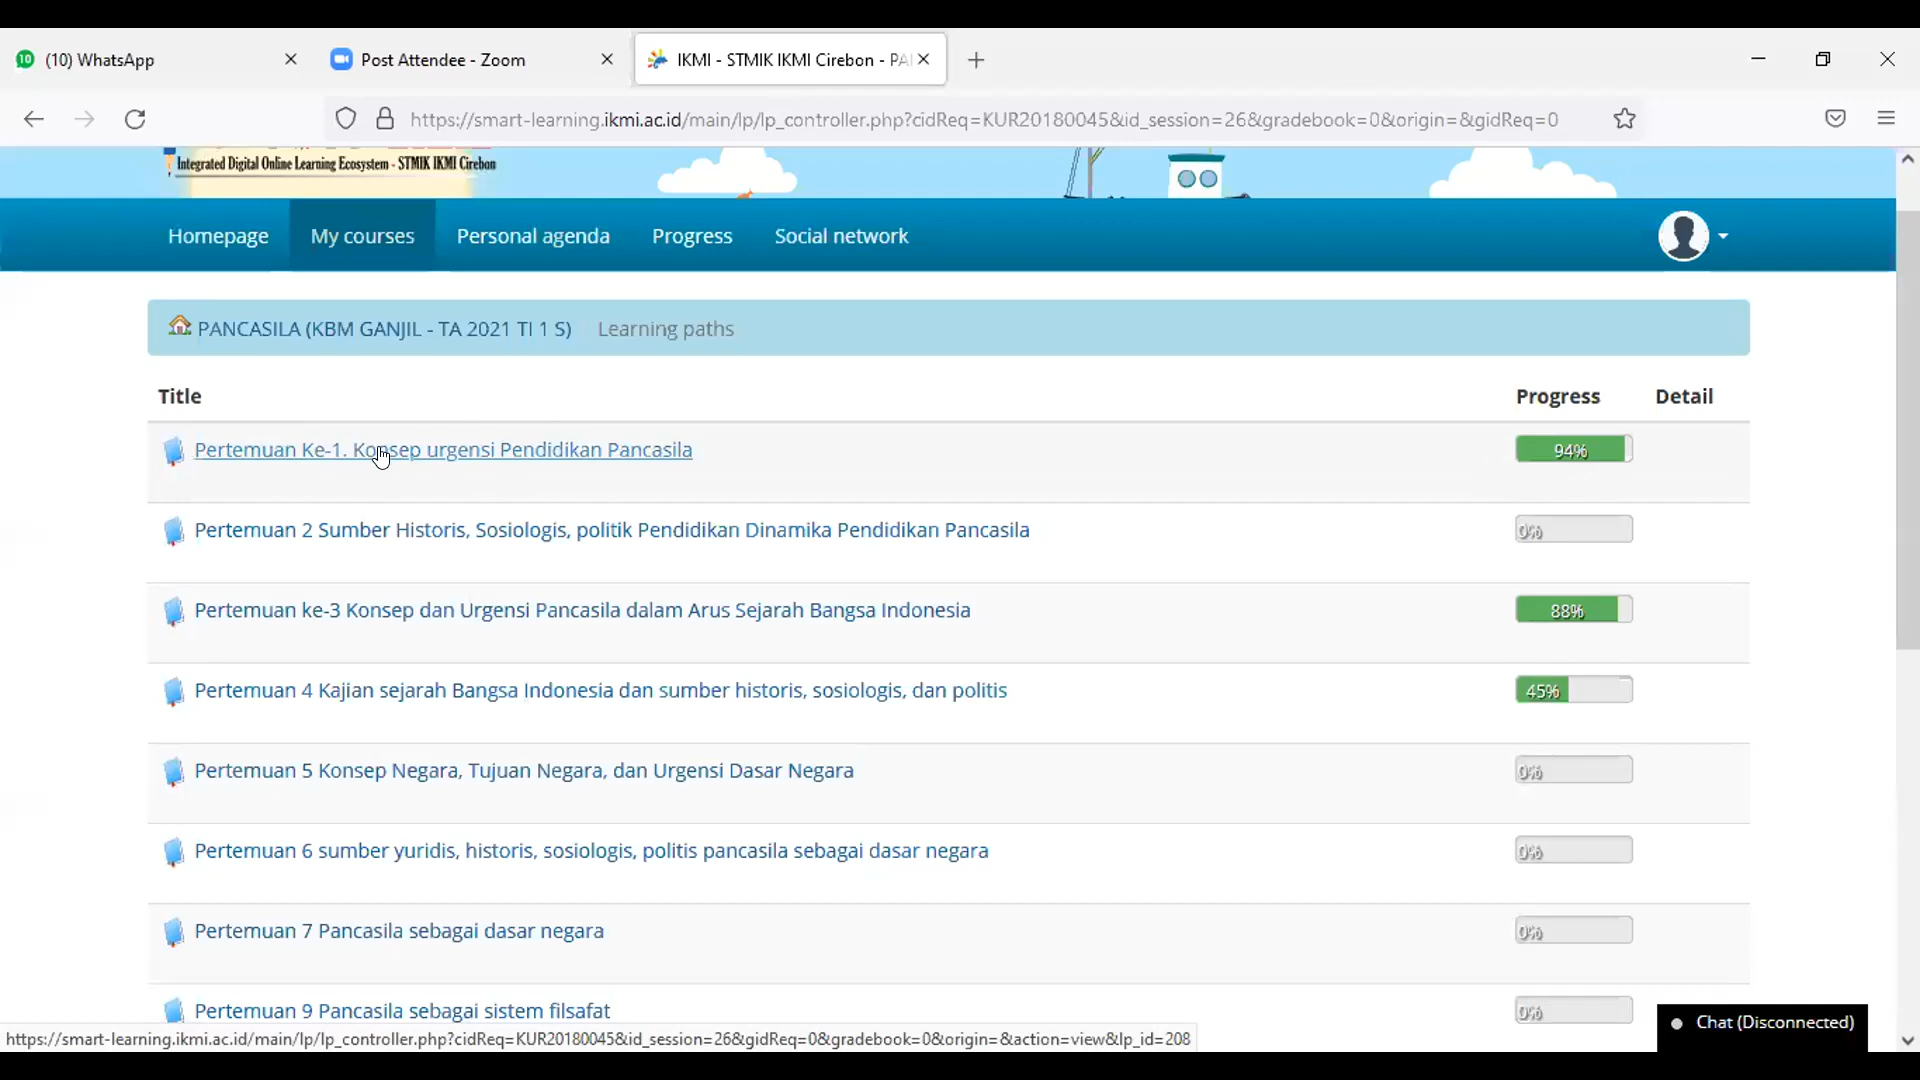 10 (10) WhatsApp
Post Attendee - Zoom
IKMI - STMIK IKMI Cirebon - PA
https://smart-learning.ikmi.ac.id/main/lp/lp_controller.php?cidReq=KUR20180045&id_session=26&gradebook=0&origin=&gidReq=0
Integrated Digital Online Learning Ecosystem - STMIK IKMI Cirebon
Homepage My courses Personal agenda Progress Social network
PANCASILA (KBM GANJIL - TA 2021 TI 1 S) Learning paths
Title Progress Detail
Pertemuan Ke-1. Konsep urgensi Pendidikan Pancasila 94%
Pertemuan 2 Sumber Historis, Sosiologis, politik Pendidikan Dinamika Pendidikan Pancasila 0%
Pertemuan ke-3 Konsep dan Urgensi Pancasila dalam Arus Sejarah Bangsa Indonesia 88%
Pertemuan 4 Kajian sejarah Bangsa Indonesia dan sumber historis, sosiologis, dan politis 45%
Pertemuan 5 Konsep Negara, Tujuan Negara, dan Urgensi Dasar Negara 0%
Pertemuan 6 sumber yuridis, historis, sosiologis, politis pancasila sebagai dasar negara 0%
Pertemuan 7 Pancasila sebagai dasar negara 0%
Pertemuan 9 Pancasila sebagai sistem filsafat 0%
Chat (Disconnected)
https://smart-learning.ikmi.ac.id/main/lp/lp_controller.php?cidReq=KUR20180045&id_session=26&gidReq=0&gradebook=0&origin=&action=view&lp_id=208